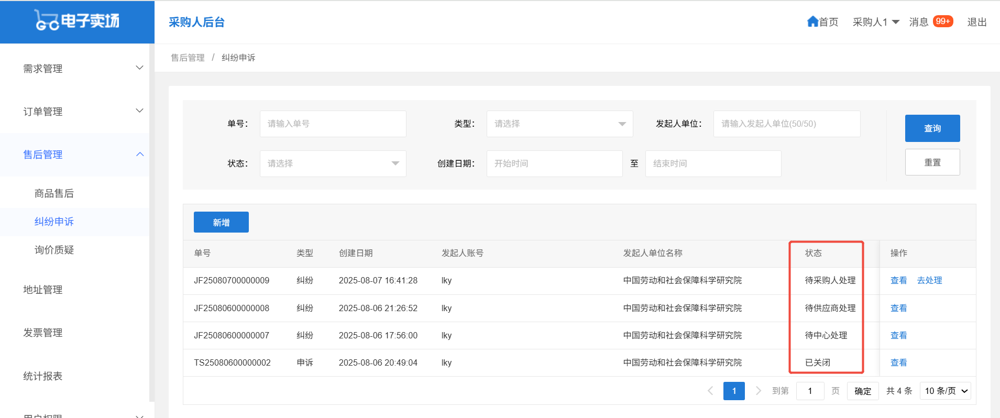 电子卖场
采购人后台
首页 采购人1 消息 99+ 退出
售后管理 / 纠纷申诉
需求管理
订单管理
售后管理
商品售后
纠纷申诉
询价质疑
地址管理
发票管理
统计报表
用户权限
单号： 请输入单号 类型： 请选择 发起人单位： 请输入发起人单位(50/50) 查询
状态： 请选择 创建日期： 开始时间 至 结束时间 重置
新增
单号 类型 创建日期 发起人账号 发起人单位名称 状态 操作
JF25080700000009 纠纷 2025-08-07 16:41:28 lky 中国劳动和社会保障科学研究院 待采购人处理 查看 去处理
JF25080600000008 纠纷 2025-08-06 21:26:52 lky 中国劳动和社会保障科学研究院 待供应商处理 查看
JF25080600000007 纠纷 2025-08-06 17:56:00 lky 中国劳动和社会保障科学研究院 待中心处理 查看
TS25080600000002 申诉 2025-08-06 20:49:04 lky 中国劳动和社会保障科学研究院 已关闭 查看
1 到第 1 页 确定 共 4 条 10 条/页